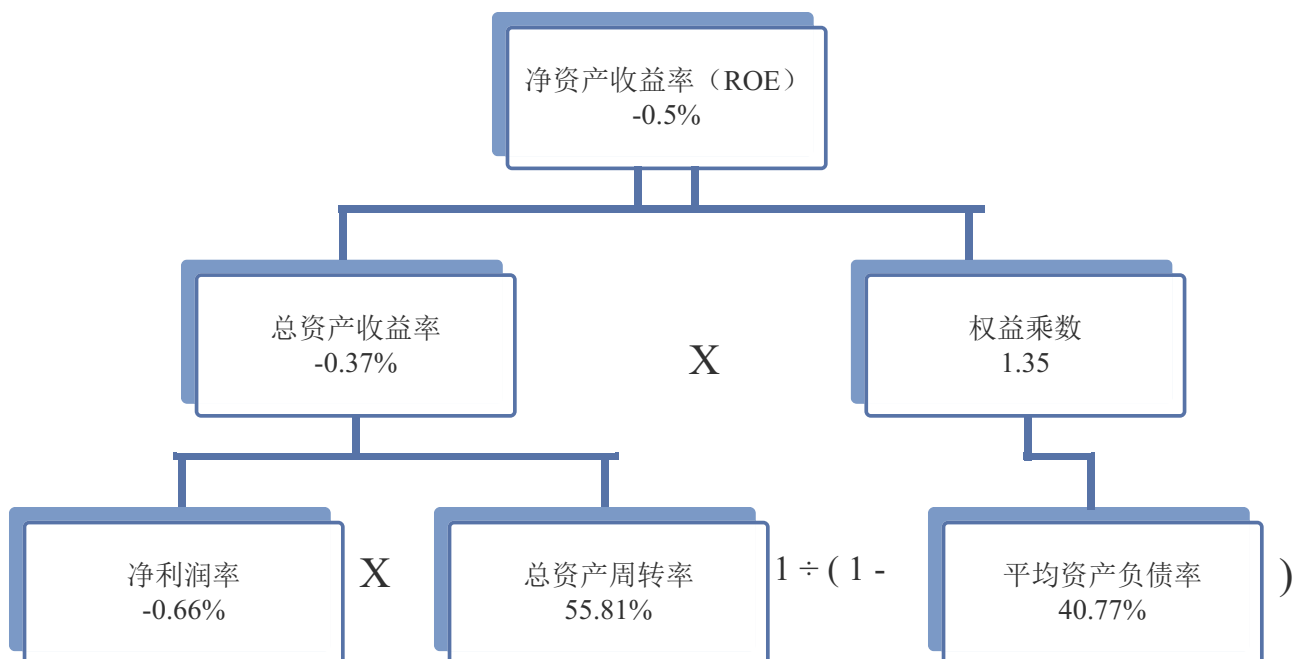 净资产收益率（ROE）
-0.5%
总资产收益率
-0.37%
X
权益乘数
1.35
净利润率
-0.66%
X
总资产周转率
55.81%
1 ÷ ( 1 -
平均资产负债率
40.77%
)